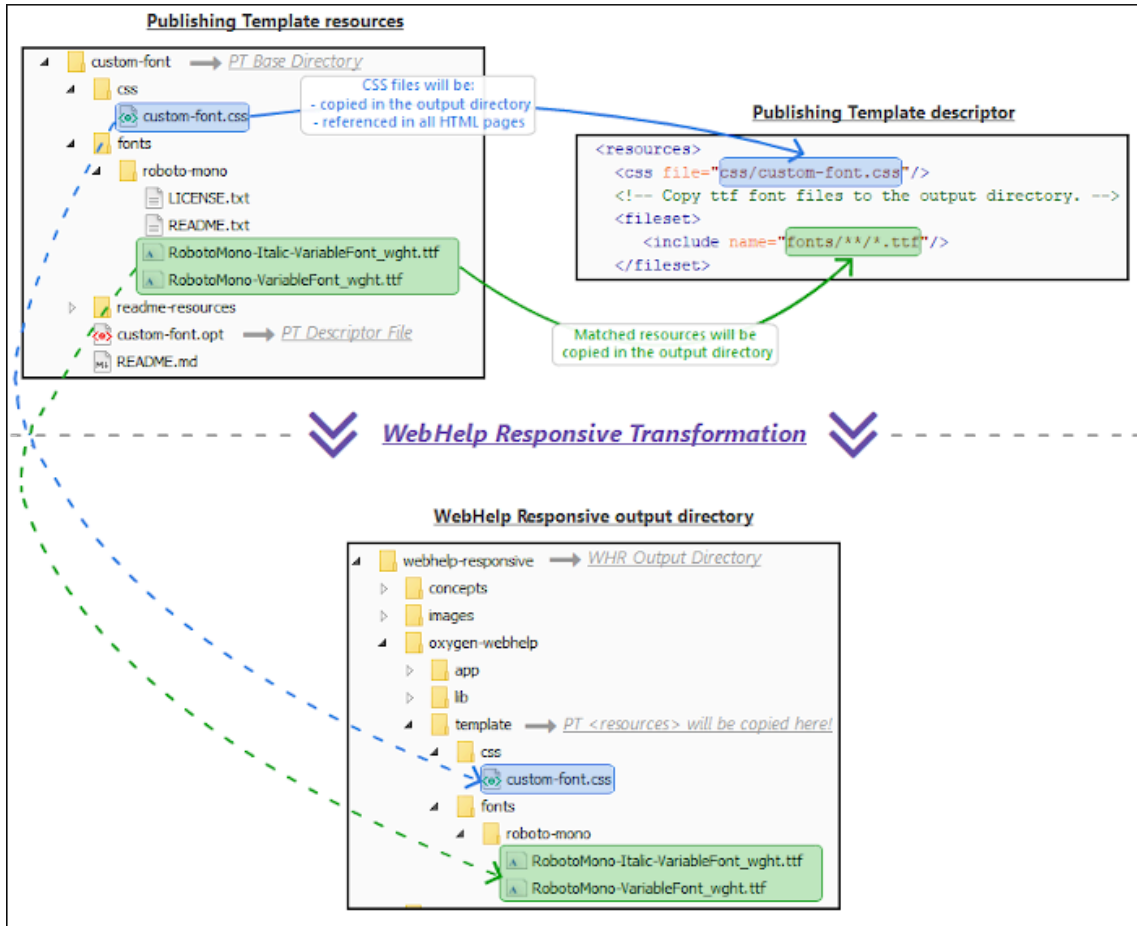 Publishing Template resources
custom-font
PT Base Directory
css
custom-font.css
fonts
roboto-mono
LICENSE.txt
README.txt
RobotoMono-Italic-VariableFont_wght.ttf
RobotoMono-VariableFont_wght.ttf
readme-resources
custom-font.opt
PT Descriptor File
README.md
CSS files will be:
- copied in the output directory
- referenced in all HTML pages
Publishing Template descriptor
<resources>
<css file="css/custom-font.css"/>
<!-- Copy ttf font files to the output directory. -->
<fileset>
<include name="fonts/**/*.ttf"/>
</fileset>
Matched resources will be
copied in the output directory
WebHelp Responsive Transformation
WebHelp Responsive output directory
webhelp-responsive
WHR Output Directory
concepts
images
oxygen-webhelp
app
lib
template
PT <resources> will be copied here!
css
custom-font.css
fonts
roboto-mono
RobotoMono-Italic-VariableFont_wght.ttf
RobotoMono-VariableFont_wght.ttf